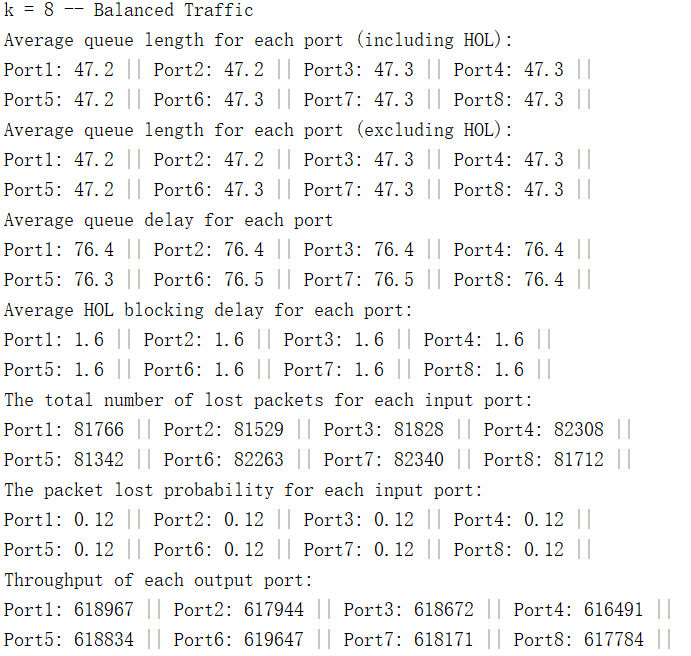 k = 8 -- Balanced Traffic
Average queue length for each port (including HOL):
Port1: 47.2 || Port2: 47.2 || Port3: 47.3 || Port4: 47.3 ||
Port5: 47.2 || Port6: 47.3 || Port7: 47.3 || Port8: 47.3 ||
Average queue length for each port (excluding HOL):
Port1: 47.2 || Port2: 47.2 || Port3: 47.3 || Port4: 47.3 ||
Port5: 47.2 || Port6: 47.3 || Port7: 47.3 || Port8: 47.3 ||
Average queue delay for each port
Port1: 76.4 || Port2: 76.4 || Port3: 76.4 || Port4: 76.4 ||
Port5: 76.3 || Port6: 76.5 || Port7: 76.5 || Port8: 76.4 ||
Average HOL blocking delay for each port:
Port1: 1.6 || Port2: 1.6 || Port3: 1.6 || Port4: 1.6 ||
Port5: 1.6 || Port6: 1.6 || Port7: 1.6 || Port8: 1.6 ||
The total number of lost packets for each input port:
Port1: 81766 || Port2: 81529 || Port3: 81828 || Port4: 82308 ||
Port5: 81342 || Port6: 82263 || Port7: 82340 || Port8: 81712 ||
The packet lost probability for each input port:
Port1: 0.12 || Port2: 0.12 || Port3: 0.12 || Port4: 0.12 ||
Port5: 0.12 || Port6: 0.12 || Port7: 0.12 || Port8: 0.12 ||
Throughput of each output port:
Port1: 618967 || Port2: 617944 || Port3: 618672 || Port4: 616491 ||
Port5: 618834 || Port6: 619647 || Port7: 618171 || Port8: 617784 ||